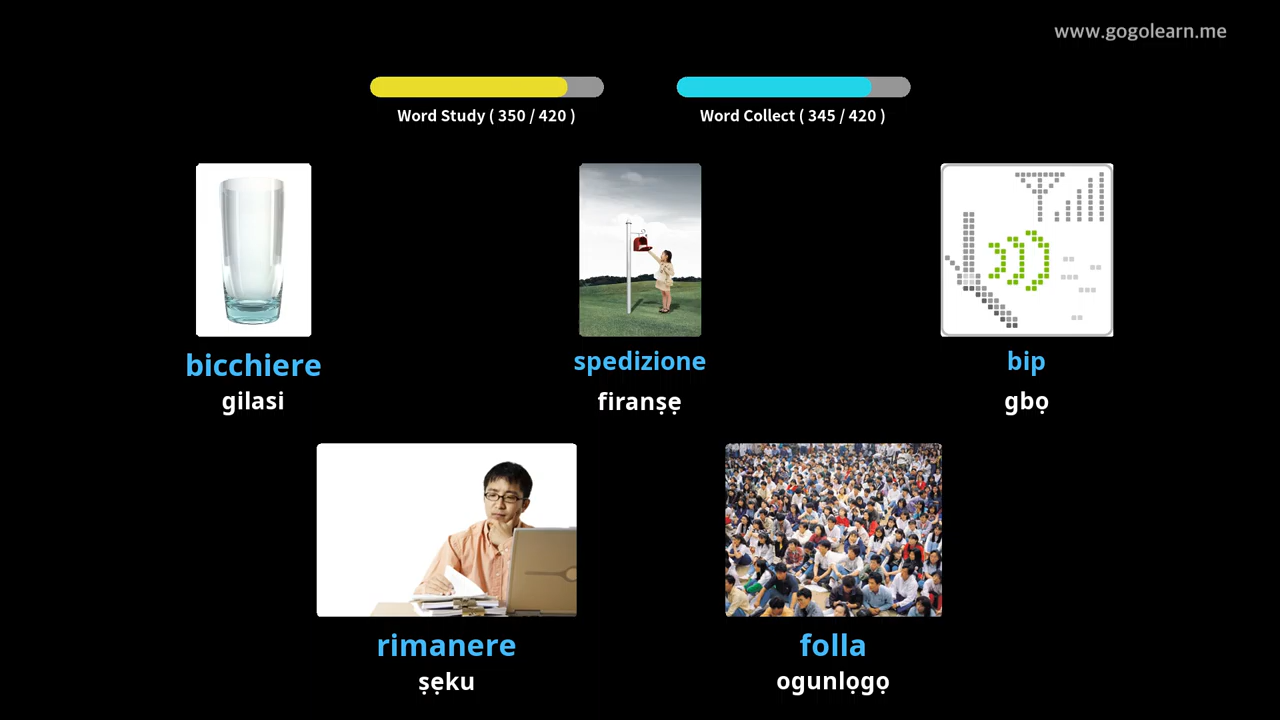 www.gogolearn.me
Word Study ( 350 / 420 )
Word Collect ( 345 / 420 )
bicchiere
gilasi
spedizione
firanṣẹ
bip
gbọ
rimanere
ṣẹku
folla
ogunlọgọ